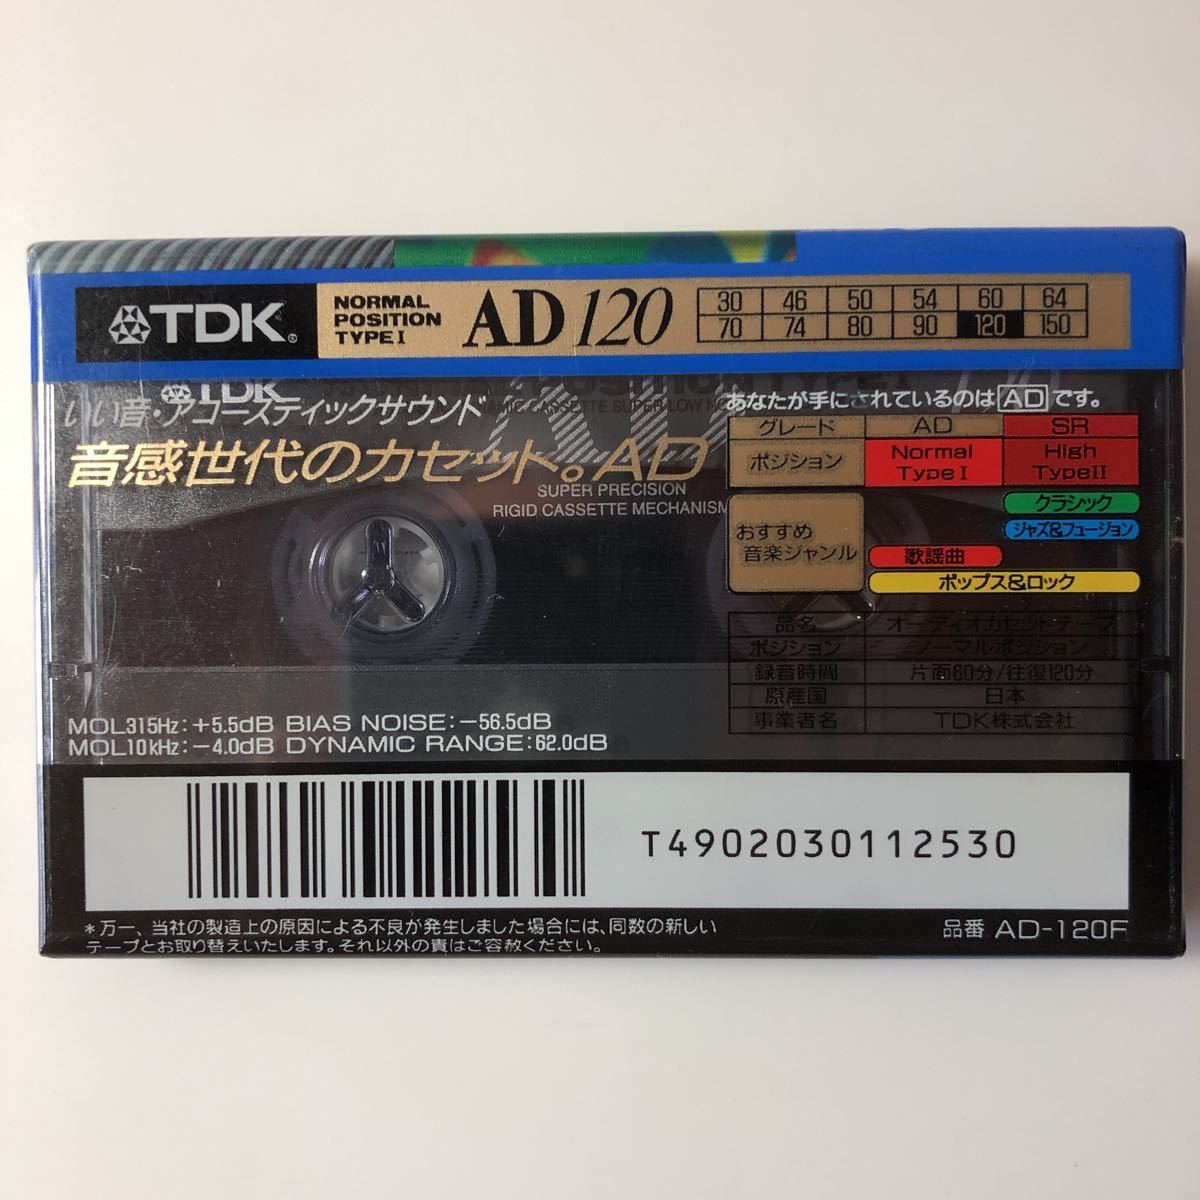 TDK
NORMAL
POSITION
TYPE I
AD 120
30 46 50 54 60 64
70 74 80 90 120 150
TDK
いい音・アコースティックサウンド
音感世代のカセット。AD
SUPER PRECISION
RIGID CASSETTE MECHANISM
あなたが手にされているのは AD です。
グレード AD SR
ポジション Normal Type I High Type II
おすすめ
音楽ジャンル
クラシック
ジャズ&フュージョン
歌謡曲
ポップス&ロック
品名 オーディオカセットテープ
ポジション ノーマルポジション
録音時間 片面60分/往復120分
原産国 日本
事業者名 TDK株式会社
MOL315Hz:+5.5dB BIAS NOISE:−56.5dB
MOL10kHz:−4.0dB DYNAMIC RANGE:62.0dB
T4902030112530
*万一、当社の製造上の原因による不良が発生しました場合には、同数の新しい
テープとお取り替えいたします。それ以外の責はご容赦ください。
品番 AD-120F